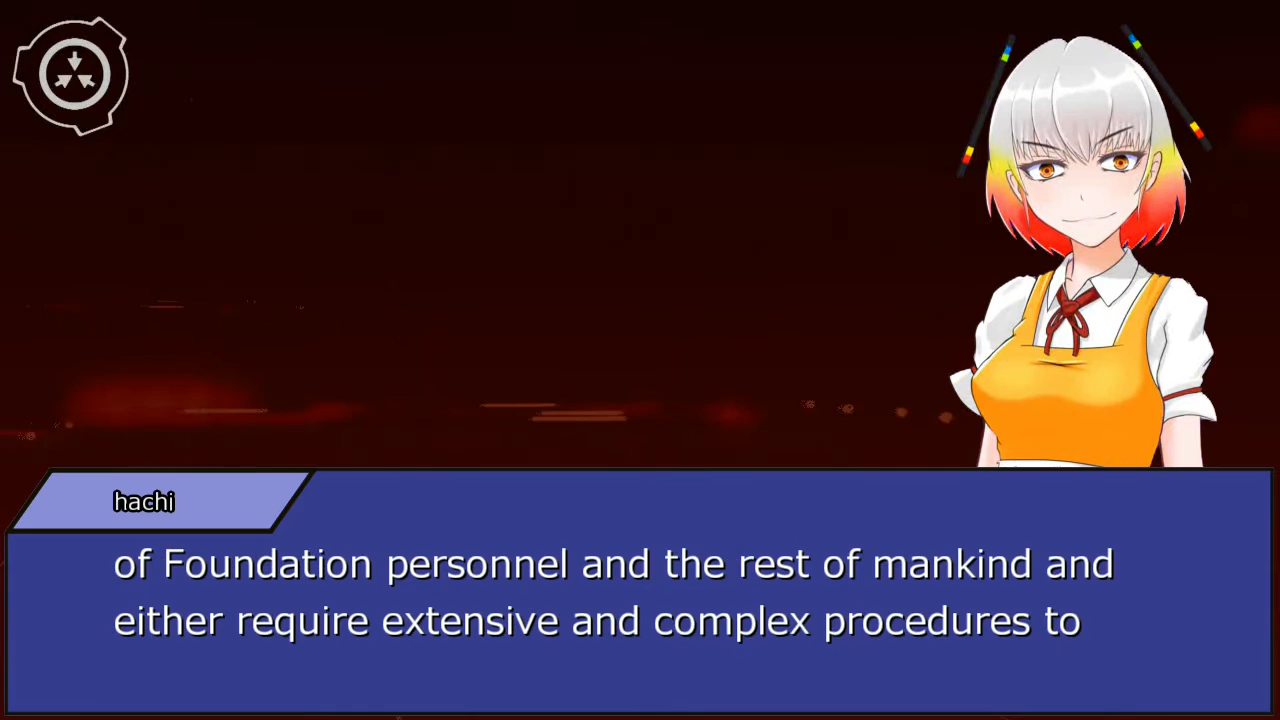 hachi
of Foundation personnel and the rest of mankind and
either require extensive and complex procedures to